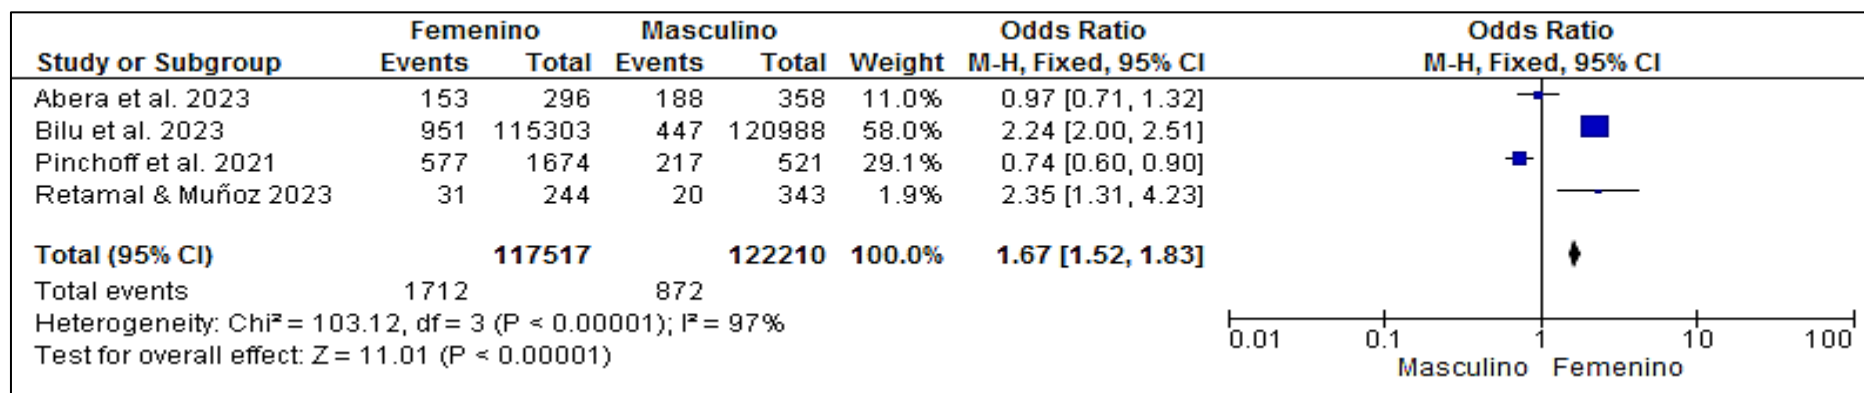 Femenino Masculino Odds Ratio Odds Ratio
Study or Subgroup Events Total Events Total Weight M-H, Fixed, 95% CI M-H, Fixed, 95% CI
Abera et al. 2023 153 296 188 358 11.0% 0.97 [0.71, 1.32]
Bilu et al. 2023 951 115303 447 120988 58.0% 2.24 [2.00, 2.51]
Pinchoff et al. 2021 577 1674 217 521 29.1% 0.74 [0.60, 0.90]
Retamal & Muñoz 2023 31 244 20 343 1.9% 2.35 [1.31, 4.23]
Total (95% CI) 117517 122210 100.0% 1.67 [1.52, 1.83]
Total events 1712 872
Heterogeneity: Chi² = 103.12, df = 3 (P < 0.00001); I² = 97%
Test for overall effect: Z = 11.01 (P < 0.00001)
0.01 0.1 1 10 100
Masculino Femenino